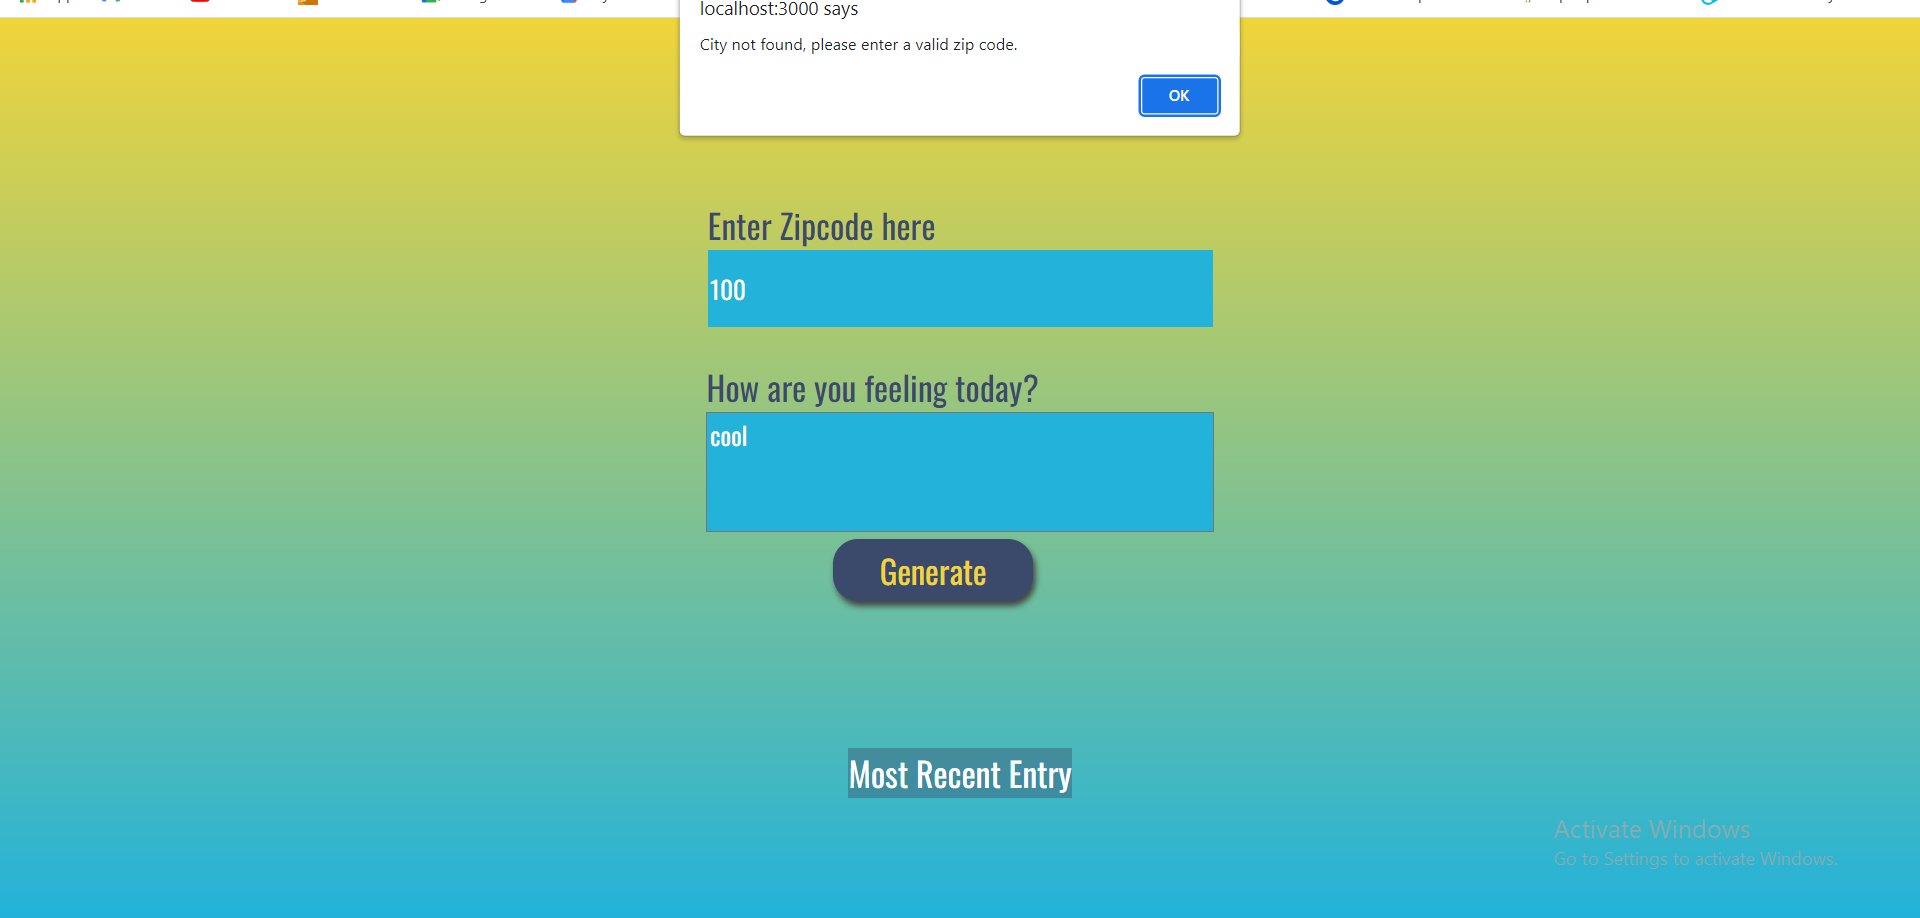 localhost:3000 says
City not found, please enter a valid zip code.
OK
Enter Zipcode here
100
How are you feeling today?
cool
Generate
Most Recent Entry
Activate Windows
Go to Settings to activate Windows.